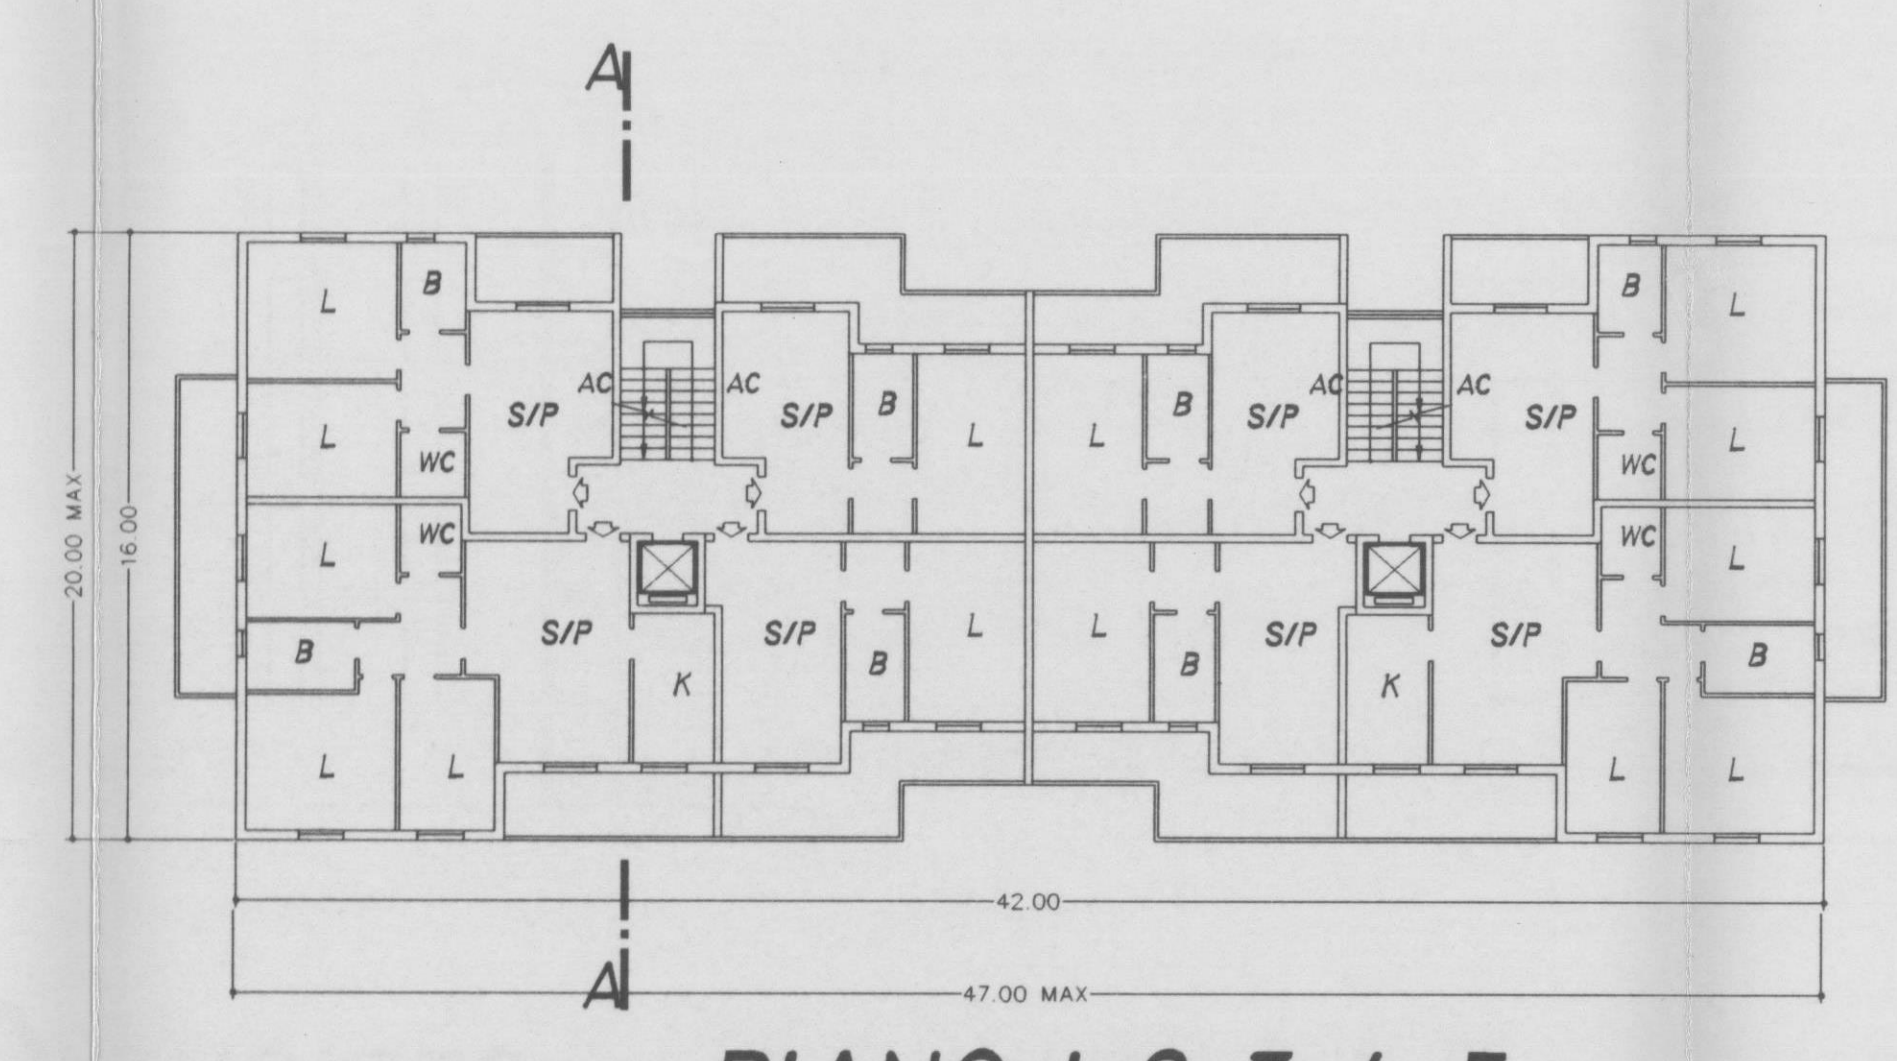 A
B B
L L
AC AC AC AC
S/P S/P S/P S/P
B B
L L L L
WC WC
WC WC
L L
S/P S/P S/P S/P
L L
B B B B
K K
L L L L
20.00 MAX
16.00
42.00
A
47.00 MAX